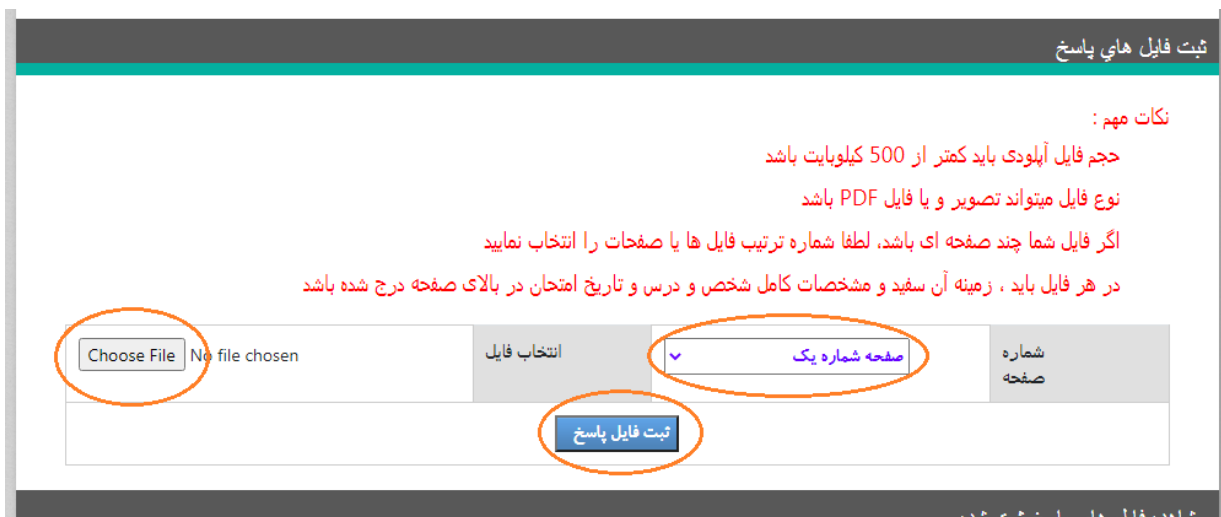 ثبت فايل هاي پاسخ
نکات مهم :
حجم فایل آپلودی باید کمتر از 500 کیلوبایت باشد
نوع فایل میتواند تصویر و یا فایل PDF باشد
اگر فایل شما چند صفحه ای باشد، لطفا شماره ترتیب فایل ها یا صفحات را انتخاب نمایید
در هر فایل باید ، زمینه آن سفید و مشخصات کامل شخص و درس و تاریخ امتحان در بالای صفحه درج شده باشد
شماره صفحه
صفحه شماره یک
انتخاب فایل
Choose File No file chosen
ثبت فایل پاسخ